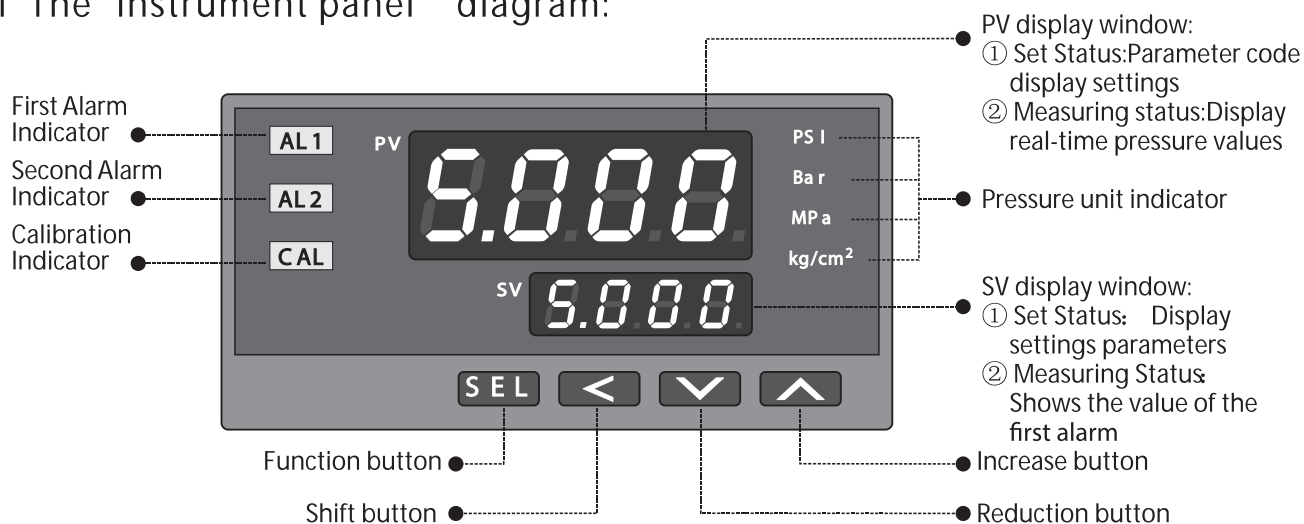 The instrument panel diagram:
PV display window:
① Set Status:Parameter code
display settings
② Measuring status:Display
real-time pressure values
First Alarm
Indicator
Second Alarm
Indicator
Calibration
Indicator
AL1
AL2
CAL
PV
5.000
SV
5.000
PSI
Bar
MPa
kg/cm²
Pressure unit indicator
SV display window:
① Set Status: Display
settings parameters
② Measuring Status:
Shows the value of the
first alarm
SEL
<
Function button
Shift button
Increase button
Reduction button